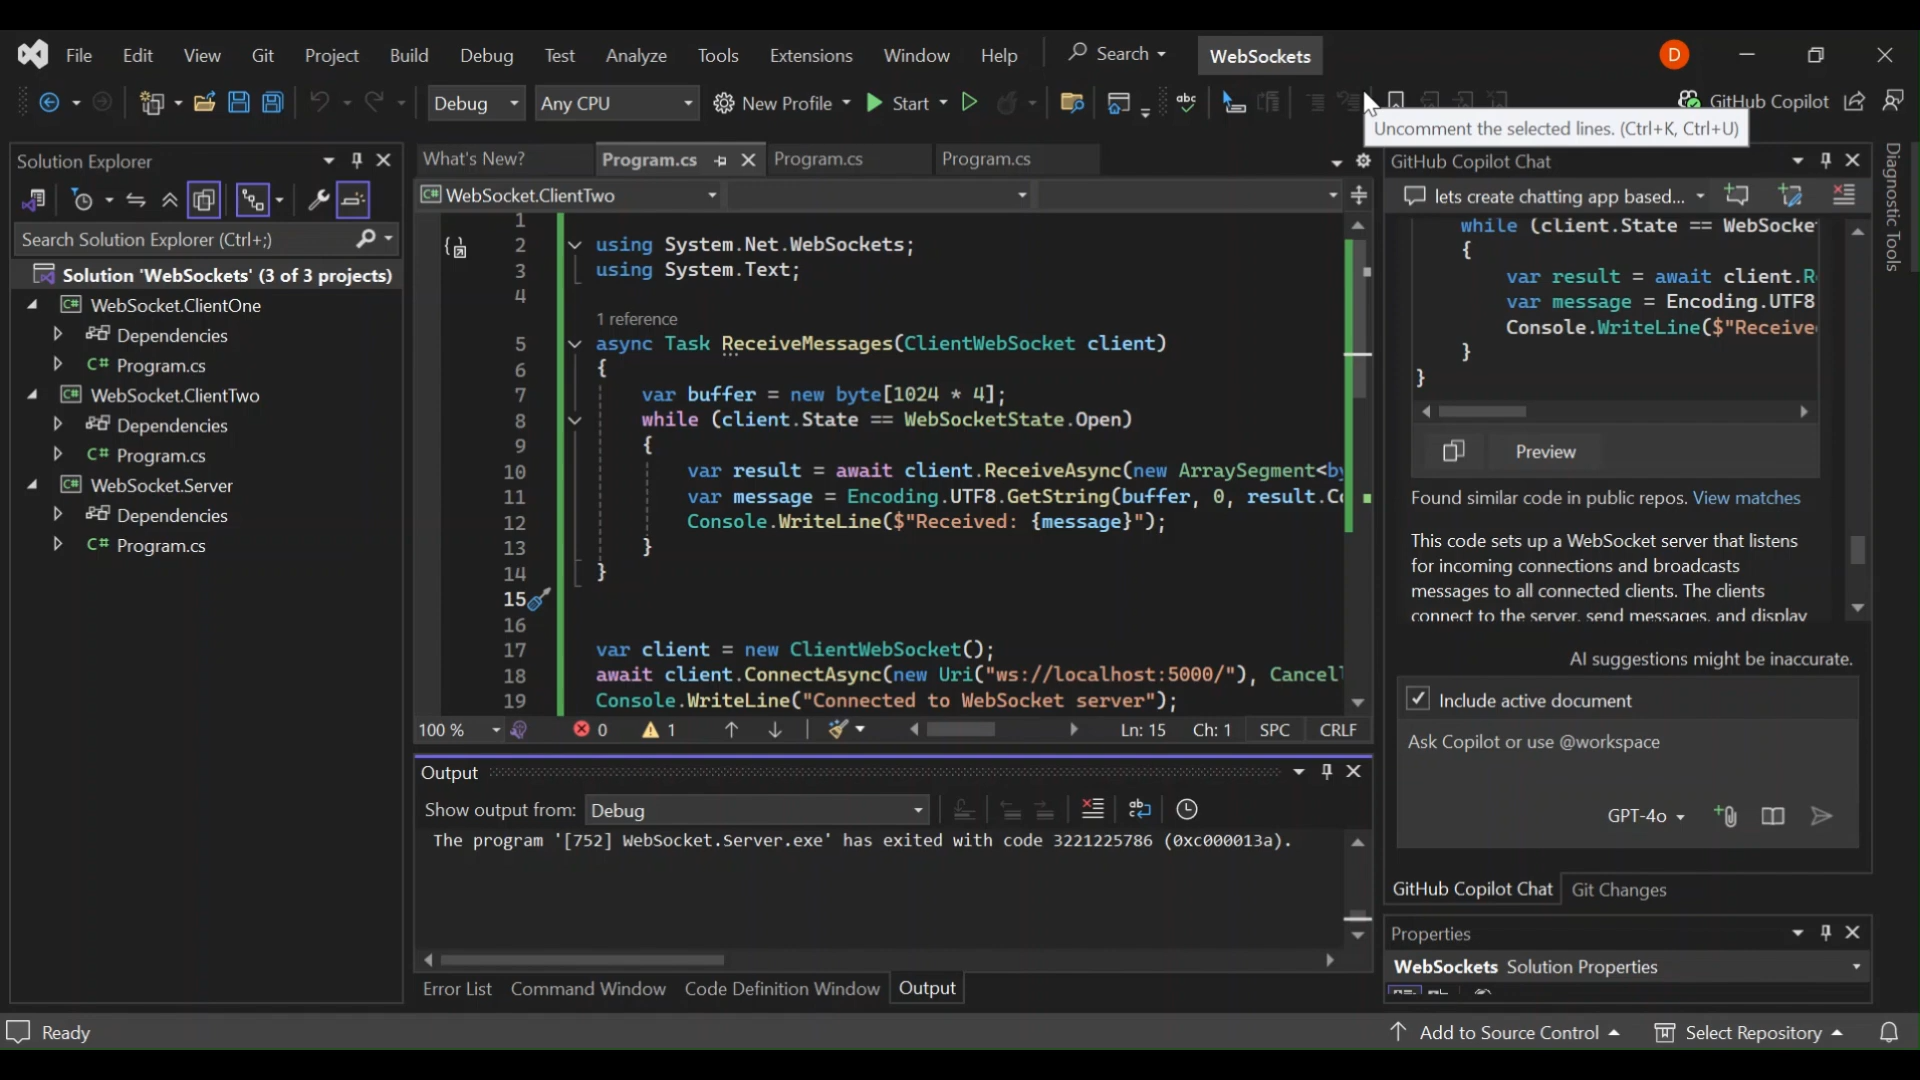 File Edit View Git Project Build Debug Test Analyze Tools Extensions Window Help Search WebSockets D
Debug Any CPU New Profile Start GitHub Copilot
Uncomment the selected lines. (Ctrl+K, Ctrl+U)
Solution Explorer
Search Solution Explorer (Ctrl+;)
Solution 'WebSockets' (3 of 3 projects)
C# WebSocket.ClientOne
Dependencies
C# Program.cs
C# WebSocket.ClientTwo
Dependencies
C# Program.cs
C# WebSocket.Server
Dependencies
C# Program.cs
What's New? Program.cs Program.cs Program.cs
C# WebSocket.ClientTwo
1
2 using System.Net.WebSockets;
3 using System.Text;
4
1 reference
5 async Task ReceiveMessages(ClientWebSocket client)
6 {
7 var buffer = new byte[1024 * 4];
8 while (client.State == WebSocketState.Open)
9 {
10 var result = await client.ReceiveAsync(new ArraySegment<by
11 var message = Encoding.UTF8.GetString(buffer, 0, result.Co
12 Console.WriteLine($"Received: {message}");
13 }
14 }
15
16
17 var client = new ClientWebSocket();
18 await client.ConnectAsync(new Uri("ws://localhost:5000/"), Cancell
19 Console.WriteLine("Connected to WebSocket server");
100 % 0 1 Ln: 15 Ch: 1 SPC CRLF
Output
Show output from: Debug
The program '[752] WebSocket.Server.exe' has exited with code 3221225786 (0xc000013a).
Error List Command Window Code Definition Window Output
GitHub Copilot Chat
lets create chatting app based...
while (client.State == WebSocke
{
var result = await client.R
var message = Encoding.UTF8
Console.WriteLine($"Receive
}
}
Preview
Found similar code in public repos. View matches
This code sets up a WebSocket server that listens
for incoming connections and broadcasts
messages to all connected clients. The clients
connect to the server, send messages, and display
AI suggestions might be inaccurate.
Include active document
Ask Copilot or use @workspace
GPT-4o
GitHub Copilot Chat Git Changes
Properties
WebSockets Solution Properties
Diagnostic Tools
Ready Add to Source Control Select Repository